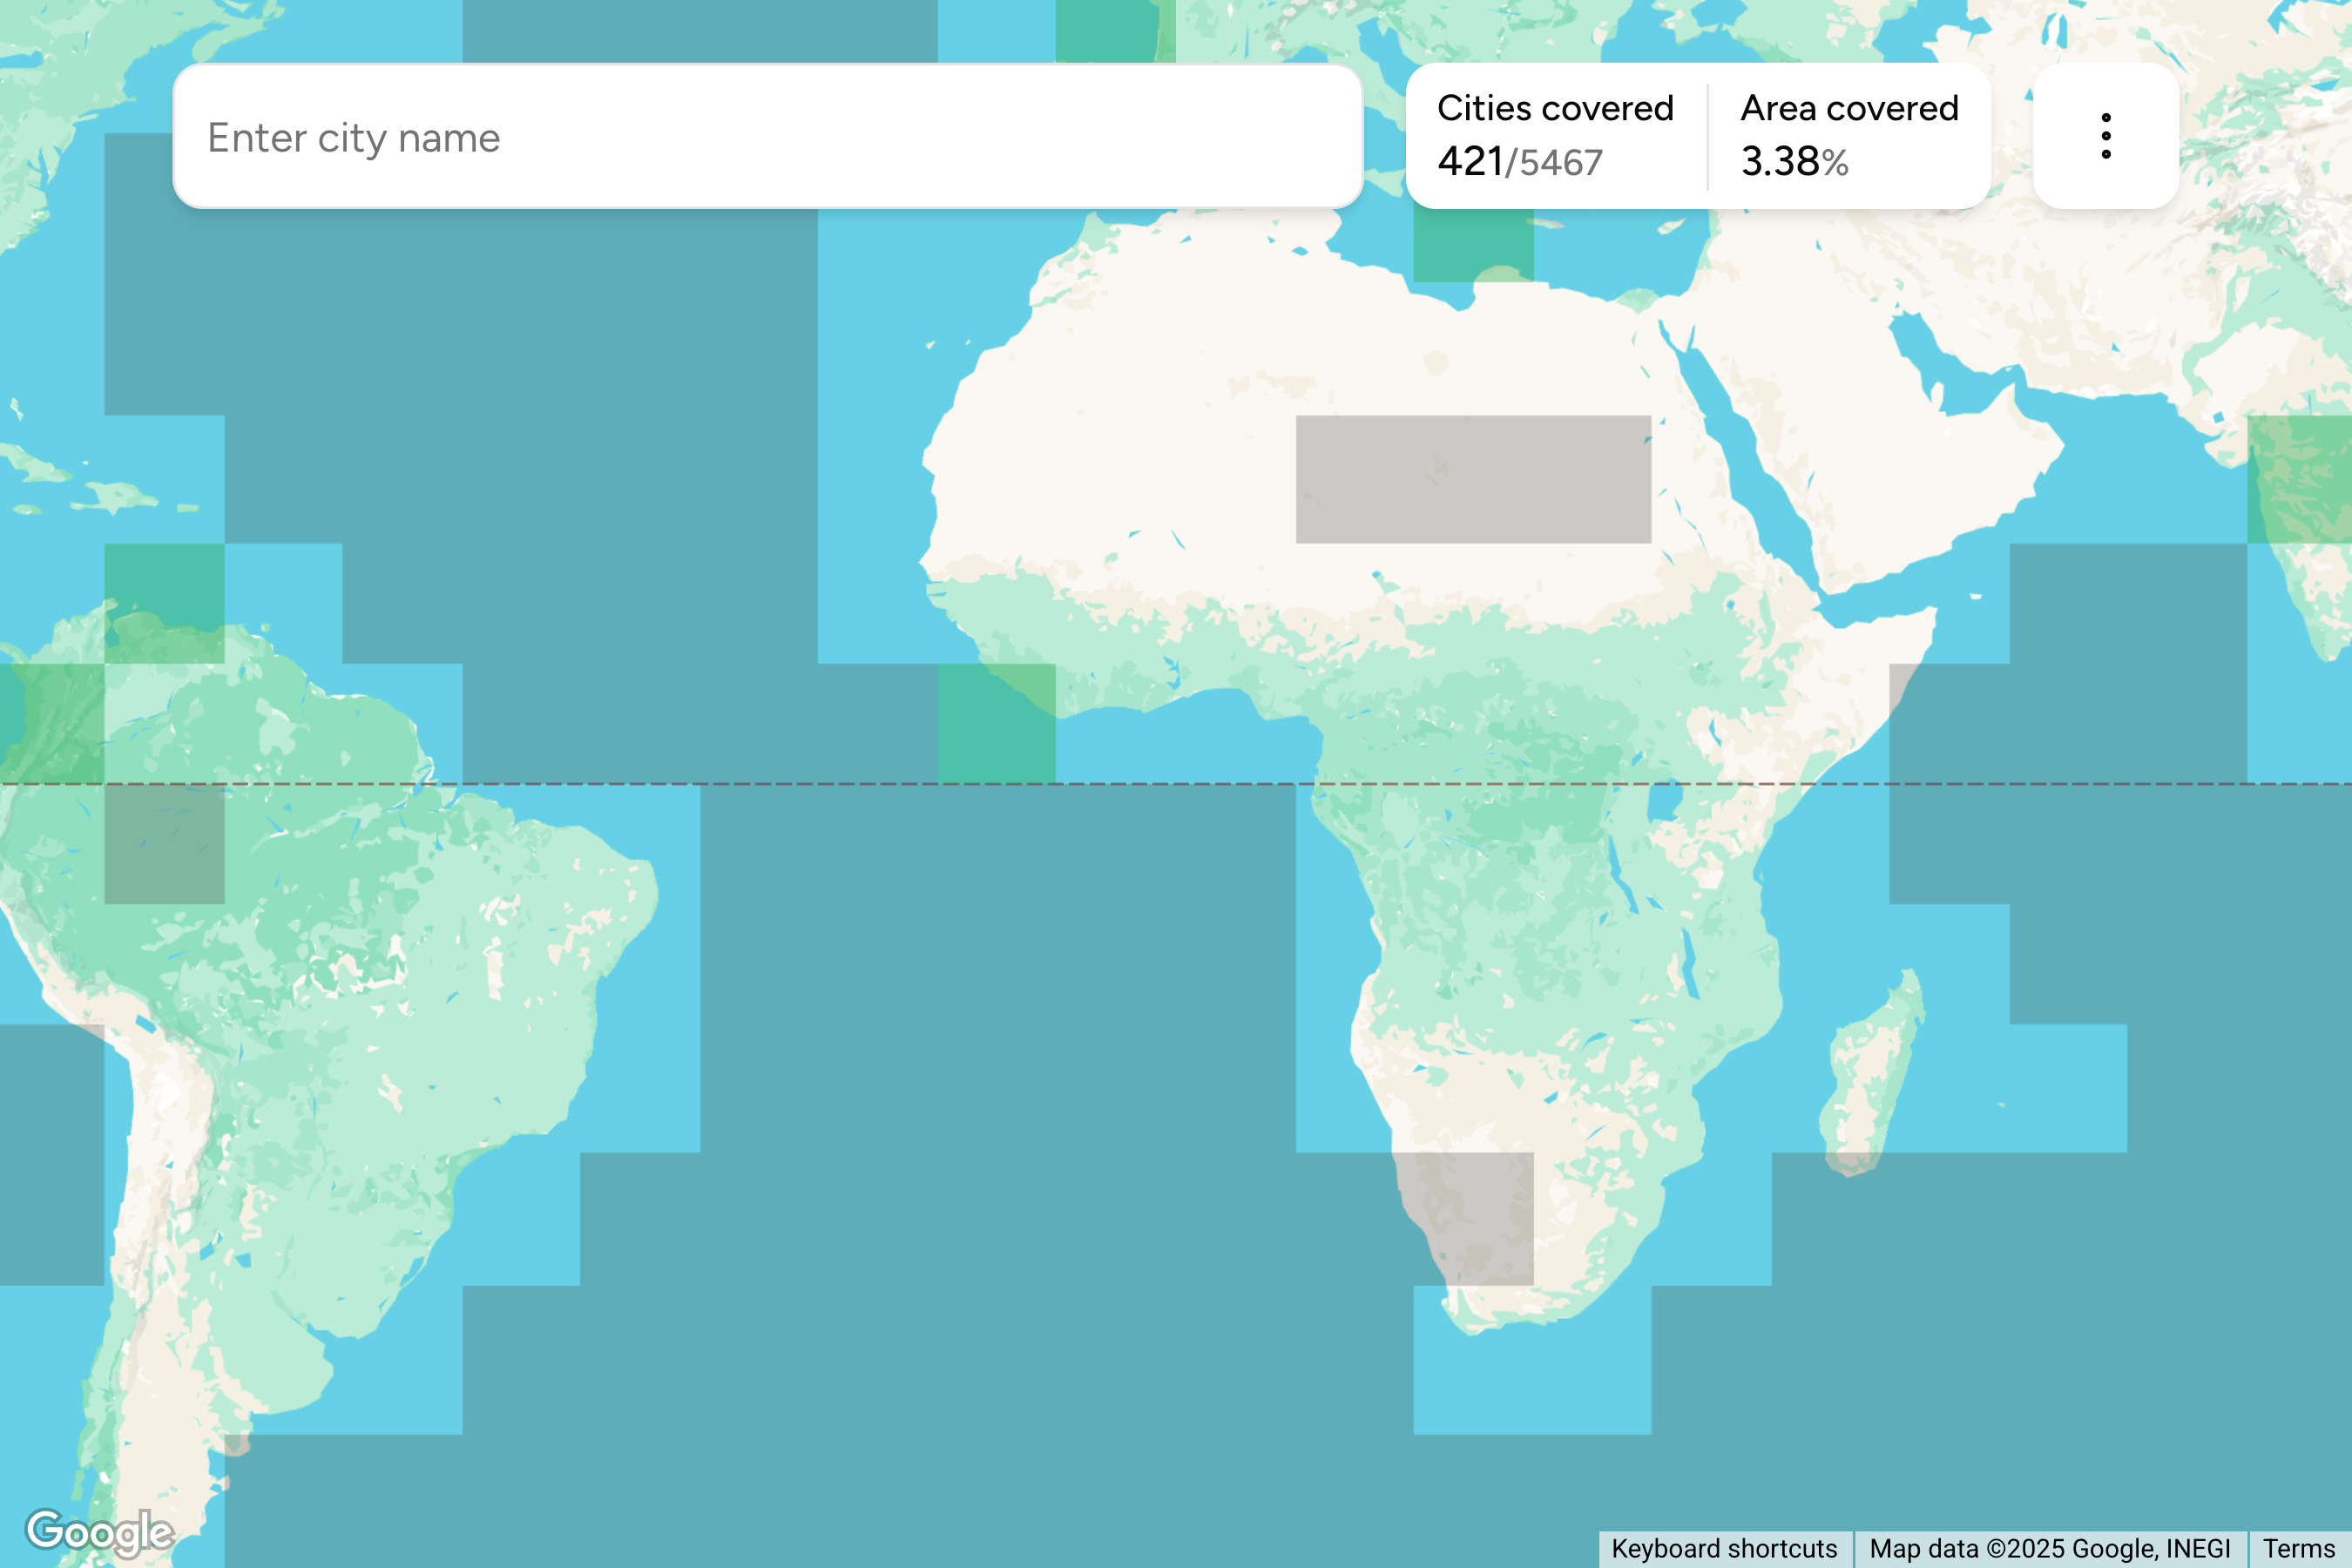 Enter city name
Cities covered
421/5467
Area covered
3.38%
Google
Keyboard shortcuts
Map data ©2025 Google, INEGI
Terms